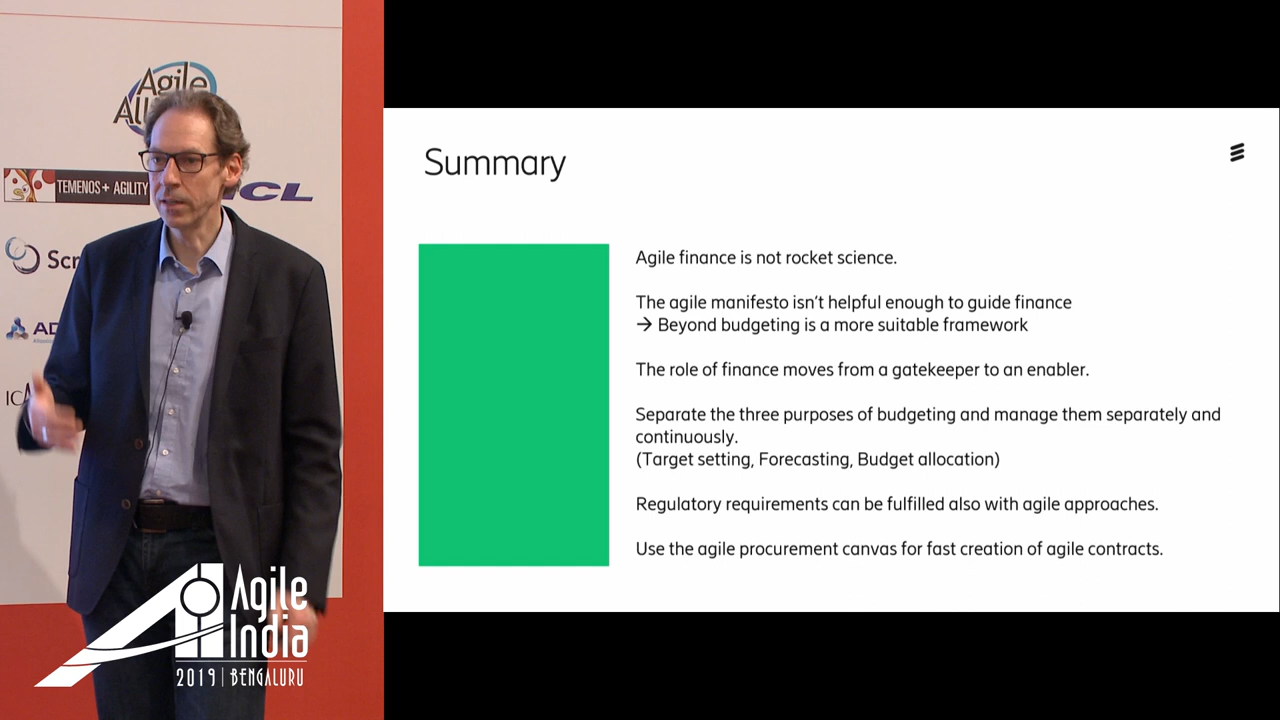 Agile
TEMENOS+ AGILITY
CL
Scr
AD
IC
Agile
India
2019 | BENGALURU
Summary
Agile finance is not rocket science.
The agile manifesto isn't helpful enough to guide finance
→ Beyond budgeting is a more suitable framework
The role of finance moves from a gatekeeper to an enabler.
Separate the three purposes of budgeting and manage them separately and
continuously.
(Target setting, Forecasting, Budget allocation)
Regulatory requirements can be fulfilled also with agile approaches.
Use the agile procurement canvas for fast creation of agile contracts.